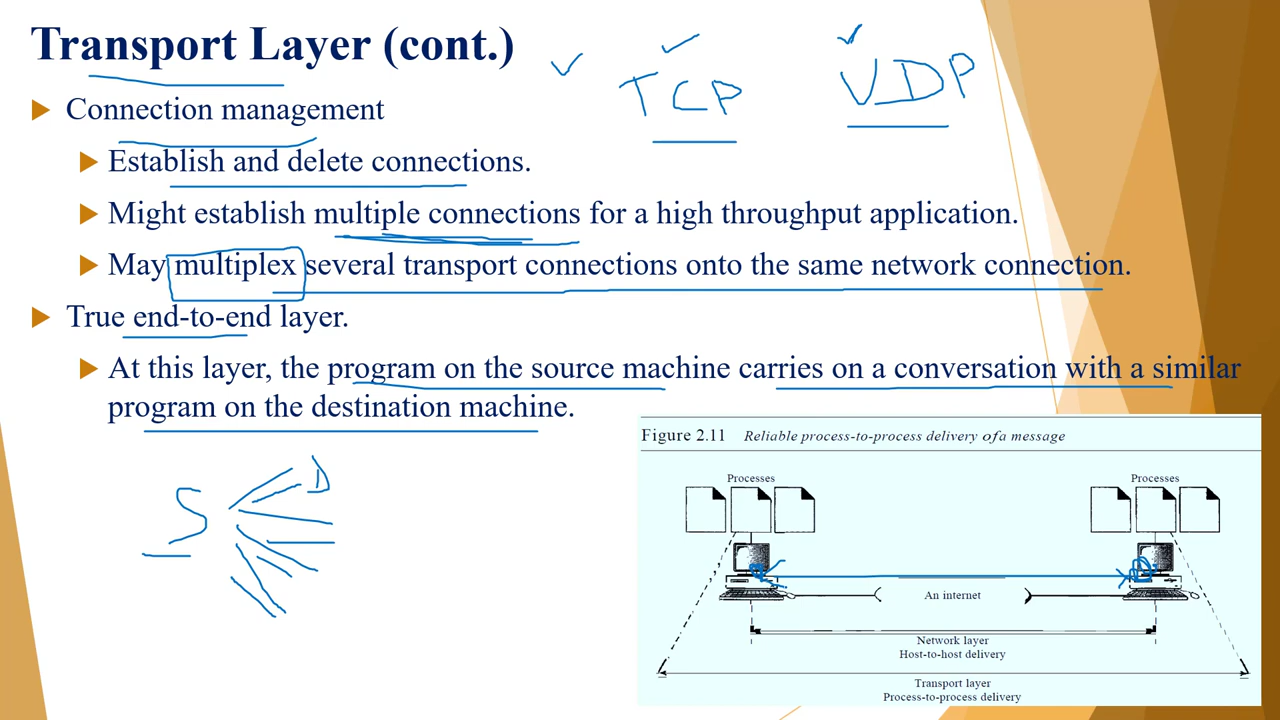 Transport Layer (cont.)
TCP
VDP
Connection management
Establish and delete connections.
Might establish multiple connections for a high throughput application.
May multiplex several transport connections onto the same network connection.
True end-to-end layer.
At this layer, the program on the source machine carries on a conversation with a similar
program on the destination machine.
S
D
Figure 2.11 Reliable process-to-process delivery ofa message
Processes
Processes
D
An internet
Network layer
Host-to-host delivery
Transport layer
Process-to-process delivery